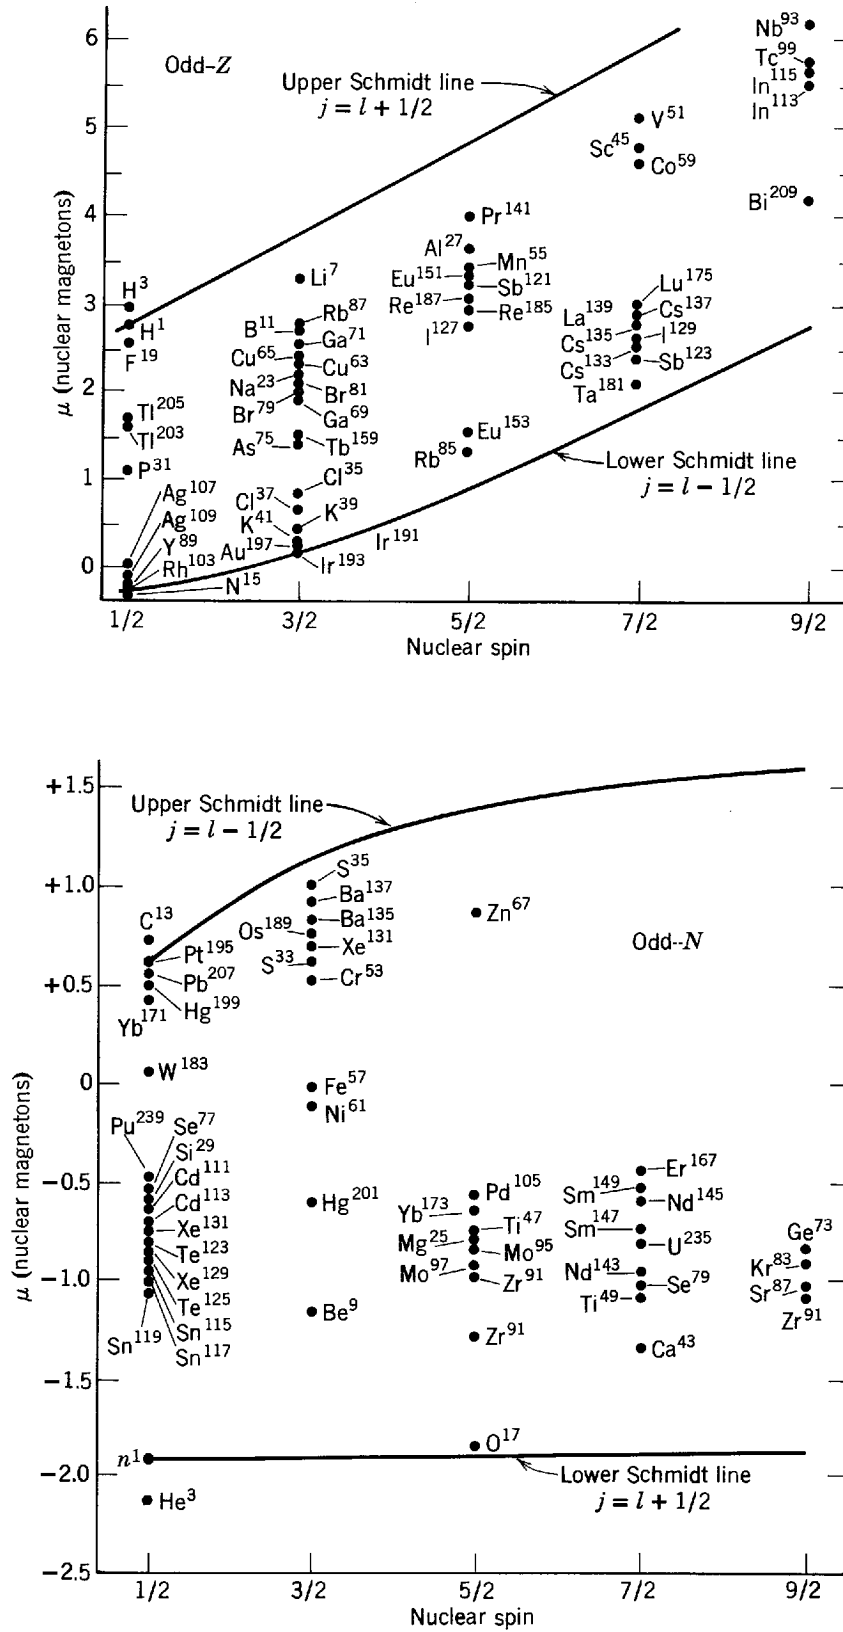 Odd-Z
Upper Schmidt line
j = l + 1/2
Lower Schmidt line
j = l − 1/2
μ (nuclear magnetons)
6
5
4
3
2
1
0
H³
H¹
F¹⁹
Tl²⁰⁵
Tl²⁰³
P³¹
Ag¹⁰⁷
Ag¹⁰⁹
Y⁸⁹
Rh¹⁰³
N¹⁵
Li⁷
Rb⁸⁷
B¹¹
Ga⁷¹
Cu⁶⁵
Cu⁶³
Na²³
Br⁸¹
Br⁷⁹
Ga⁶⁹
As⁷⁵
Tb¹⁵⁹
Cl³⁵
Cl³⁷
K³⁹
K⁴¹
Au¹⁹⁷
Ir¹⁹³
Ir¹⁹¹
Pr¹⁴¹
Al²⁷
Mn⁵⁵
Eu¹⁵¹
Sb¹²¹
Re¹⁸⁷
Re¹⁸⁵
I¹²⁷
Eu¹⁵³
Rb⁸⁵
V⁵¹
Sc⁴⁵
Co⁵⁹
Lu¹⁷⁵
La¹³⁹
Cs¹³⁷
Cs¹³⁵
I¹²⁹
Cs¹³³
Sb¹²³
Ta¹⁸¹
Nb⁹³
Tc⁹⁹
In¹¹⁵
In¹¹³
Bi²⁰⁹
1/2 3/2 5/2 7/2 9/2
Nuclear spin
Upper Schmidt line
j = l − 1/2
Odd--N
Lower Schmidt line
j = l + 1/2
μ (nuclear magnetons)
+1.5
+1.0
+0.5
0
−0.5
−1.0
−1.5
−2.0
−2.5
C¹³
Pt¹⁹⁵
Pb²⁰⁷
Hg¹⁹⁹
Yb¹⁷¹
W¹⁸³
Pu²³⁹
Se⁷⁷
Si²⁹
Cd¹¹¹
Cd¹¹³
Xe¹³¹
Te¹²³
Xe¹²⁹
Te¹²⁵
Sn¹¹⁵
Sn¹¹⁹
Sn¹¹⁷
n¹
He³
S³⁵
Ba¹³⁷
Ba¹³⁵
Os¹⁸⁹
Xe¹³¹
S³³
Cr⁵³
Fe⁵⁷
Ni⁶¹
Hg²⁰¹
Be⁹
Zn⁶⁷
Pd¹⁰⁵
Yb¹⁷³
Ti⁴⁷
Mg²⁵
Mo⁹⁵
Mo⁹⁷
Zr⁹¹
Zr⁹¹
O¹⁷
Er¹⁶⁷
Sm¹⁴⁹
Nd¹⁴⁵
Sm¹⁴⁷
U²³⁵
Nd¹⁴³
Se⁷⁹
Ti⁴⁹
Ca⁴³
Ge⁷³
Kr⁸³
Sr⁸⁷
Zr⁹¹
1/2 3/2 5/2 7/2 9/2
Nuclear spin